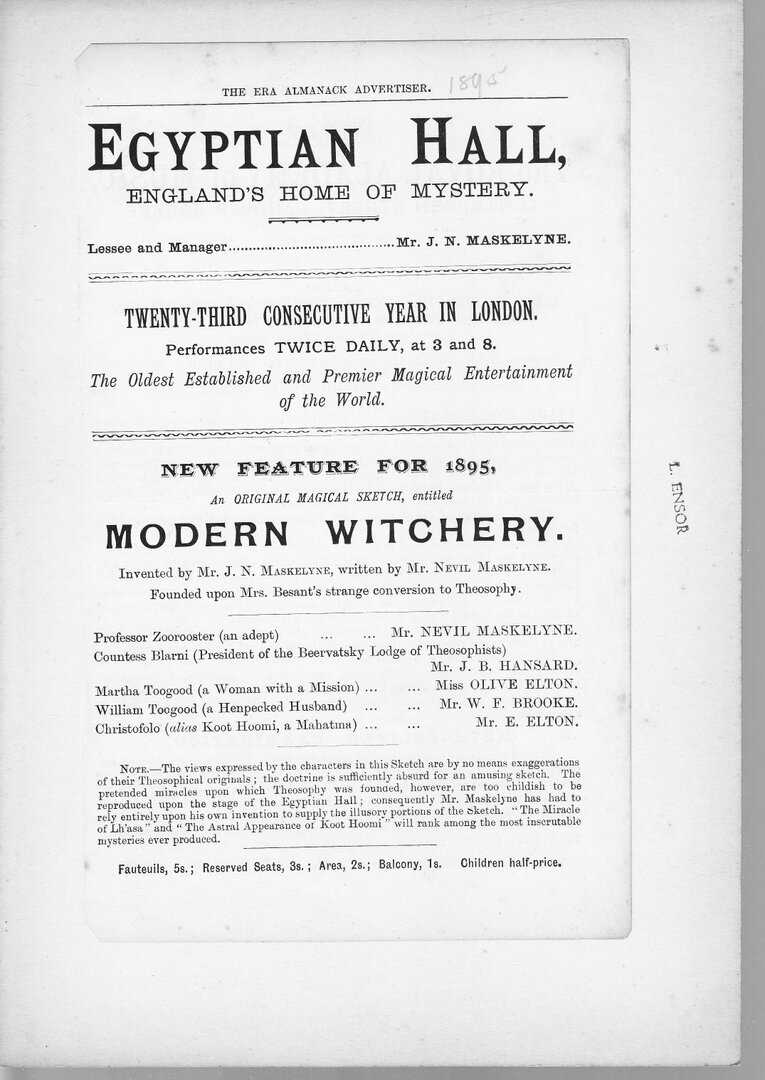 THE ERA ALMANACK ADVERTISER. 1895
EGYPTIAN HALL,
ENGLAND'S HOME OF MYSTERY.
Lessee and Manager..........................................Mr. J. N. MASKELYNE.
TWENTY-THIRD CONSECUTIVE YEAR IN LONDON.
Performances TWICE DAILY, at 3 and 8.
The Oldest Established and Premier Magical Entertainment
of the World.
NEW FEATURE FOR 1895,
An ORIGINAL MAGICAL SKETCH, entitled
MODERN WITCHERY.
Invented by Mr. J. N. MASKELYNE, written by Mr. NEVIL MASKELYNE.
Founded upon Mrs. Besant's strange conversion to Theosophy.
Professor Zoorooster (an adept) ... ... Mr. NEVIL MASKELYNE.
Countess Blarni (President of the Beervatsky Lodge of Theosophists)
Mr. J. B. HANSARD.
Martha Toogood (a Woman with a Mission) ... ... Miss OLIVE ELTON.
William Toogood (a Henpecked Husband) ... ... Mr. W. F. BROOKE.
Christofolo (alias Koot Hoomi, a Mahatma) ... ... Mr. E. ELTON.
NOTE.—The views expressed by the characters in this Sketch are by no means exaggerations
of their Theosophical originals; the doctrine is sufficiently absurd for an amusing sketch. The
pretended miracles upon which Theosophy was founded, however, are too childish to be
reproduced upon the stage of the Egyptian Hall; consequently Mr. Maskelyne has had to
rely entirely upon his own invention to supply the illusory portions of the Sketch. "The Miracle
of Lh'asa" and "The Astral Appearance of Koot Hoomi" will rank among the most inscrutable
mysteries ever produced.
Fauteuils, 5s.; Reserved Seats, 3s.; Area, 2s.; Balcony, 1s. Children half-price.
L. ENSOR